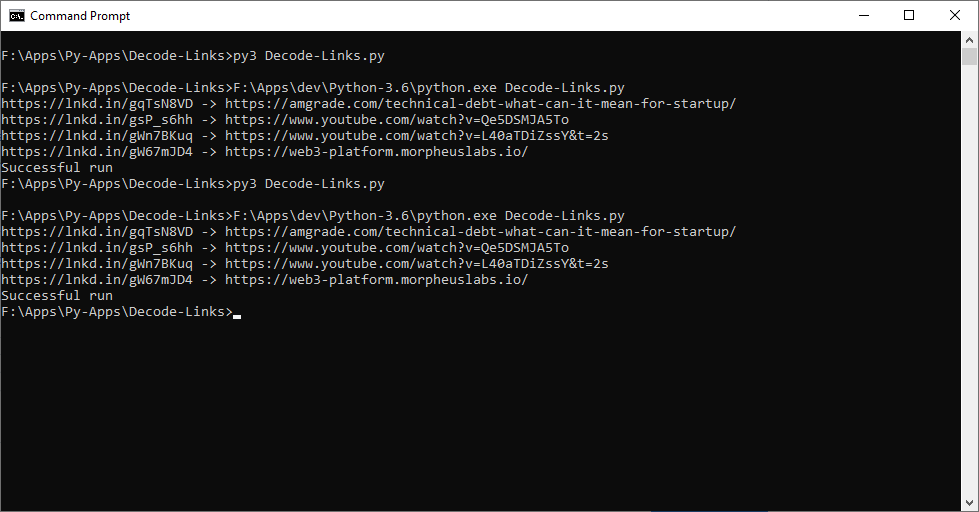 Command Prompt
F:\Apps\Py-Apps\Decode-Links>py3 Decode-Links.py
F:\Apps\Py-Apps\Decode-Links>F:\Apps\dev\Python-3.6\python.exe Decode-Links.py
https://lnkd.in/gqTsN8VD -> https://amgrade.com/technical-debt-what-can-it-mean-for-startup/
https://lnkd.in/gsP_s6hh -> https://www.youtube.com/watch?v=Qe5DSMJA5To
https://lnkd.in/gWn7BKuq -> https://www.youtube.com/watch?v=L40aTDiZssY&t=2s
https://lnkd.in/gW67mJD4 -> https://web3-platform.morpheuslabs.io/
Successful run
F:\Apps\Py-Apps\Decode-Links>py3 Decode-Links.py
F:\Apps\Py-Apps\Decode-Links>F:\Apps\dev\Python-3.6\python.exe Decode-Links.py
https://lnkd.in/gqTsN8VD -> https://amgrade.com/technical-debt-what-can-it-mean-for-startup/
https://lnkd.in/gsP_s6hh -> https://www.youtube.com/watch?v=Qe5DSMJA5To
https://lnkd.in/gWn7BKuq -> https://www.youtube.com/watch?v=L40aTDiZssY&t=2s
https://lnkd.in/gW67mJD4 -> https://web3-platform.morpheuslabs.io/
Successful run
F:\Apps\Py-Apps\Decode-Links>